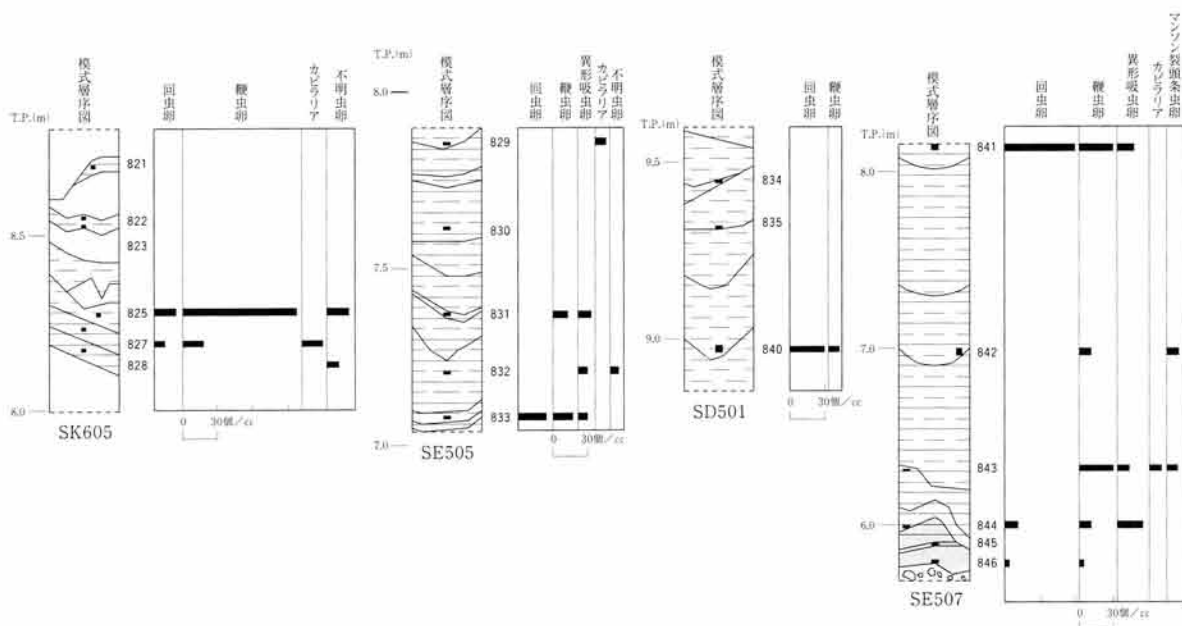 T.P.(m)
模式層序図
回虫卵
鞭虫卵
カピラリア
不明虫卵
821
822
8.5
823
825
827
828
8.0
0
30個/cc
SK605
T.P.(m)
模式層序図
回虫卵
鞭虫卵
異形吸虫卵
カピラリア
不明虫卵
8.0
829
830
7.5
831
832
833
7.0
0
30個/cc
SE505
T.P.(m)
模式層序図
回虫卵
鞭虫卵
9.5
834
835
9.0
840
0
30個/cc
SD501
T.P.(m)
模式層序図
回虫卵
鞭虫卵
異形吸虫卵
カピラリア
マンソン裂頭条虫卵
841
8.0
842
7.0
843
844
6.0
845
846
0
30個/cc
SE507